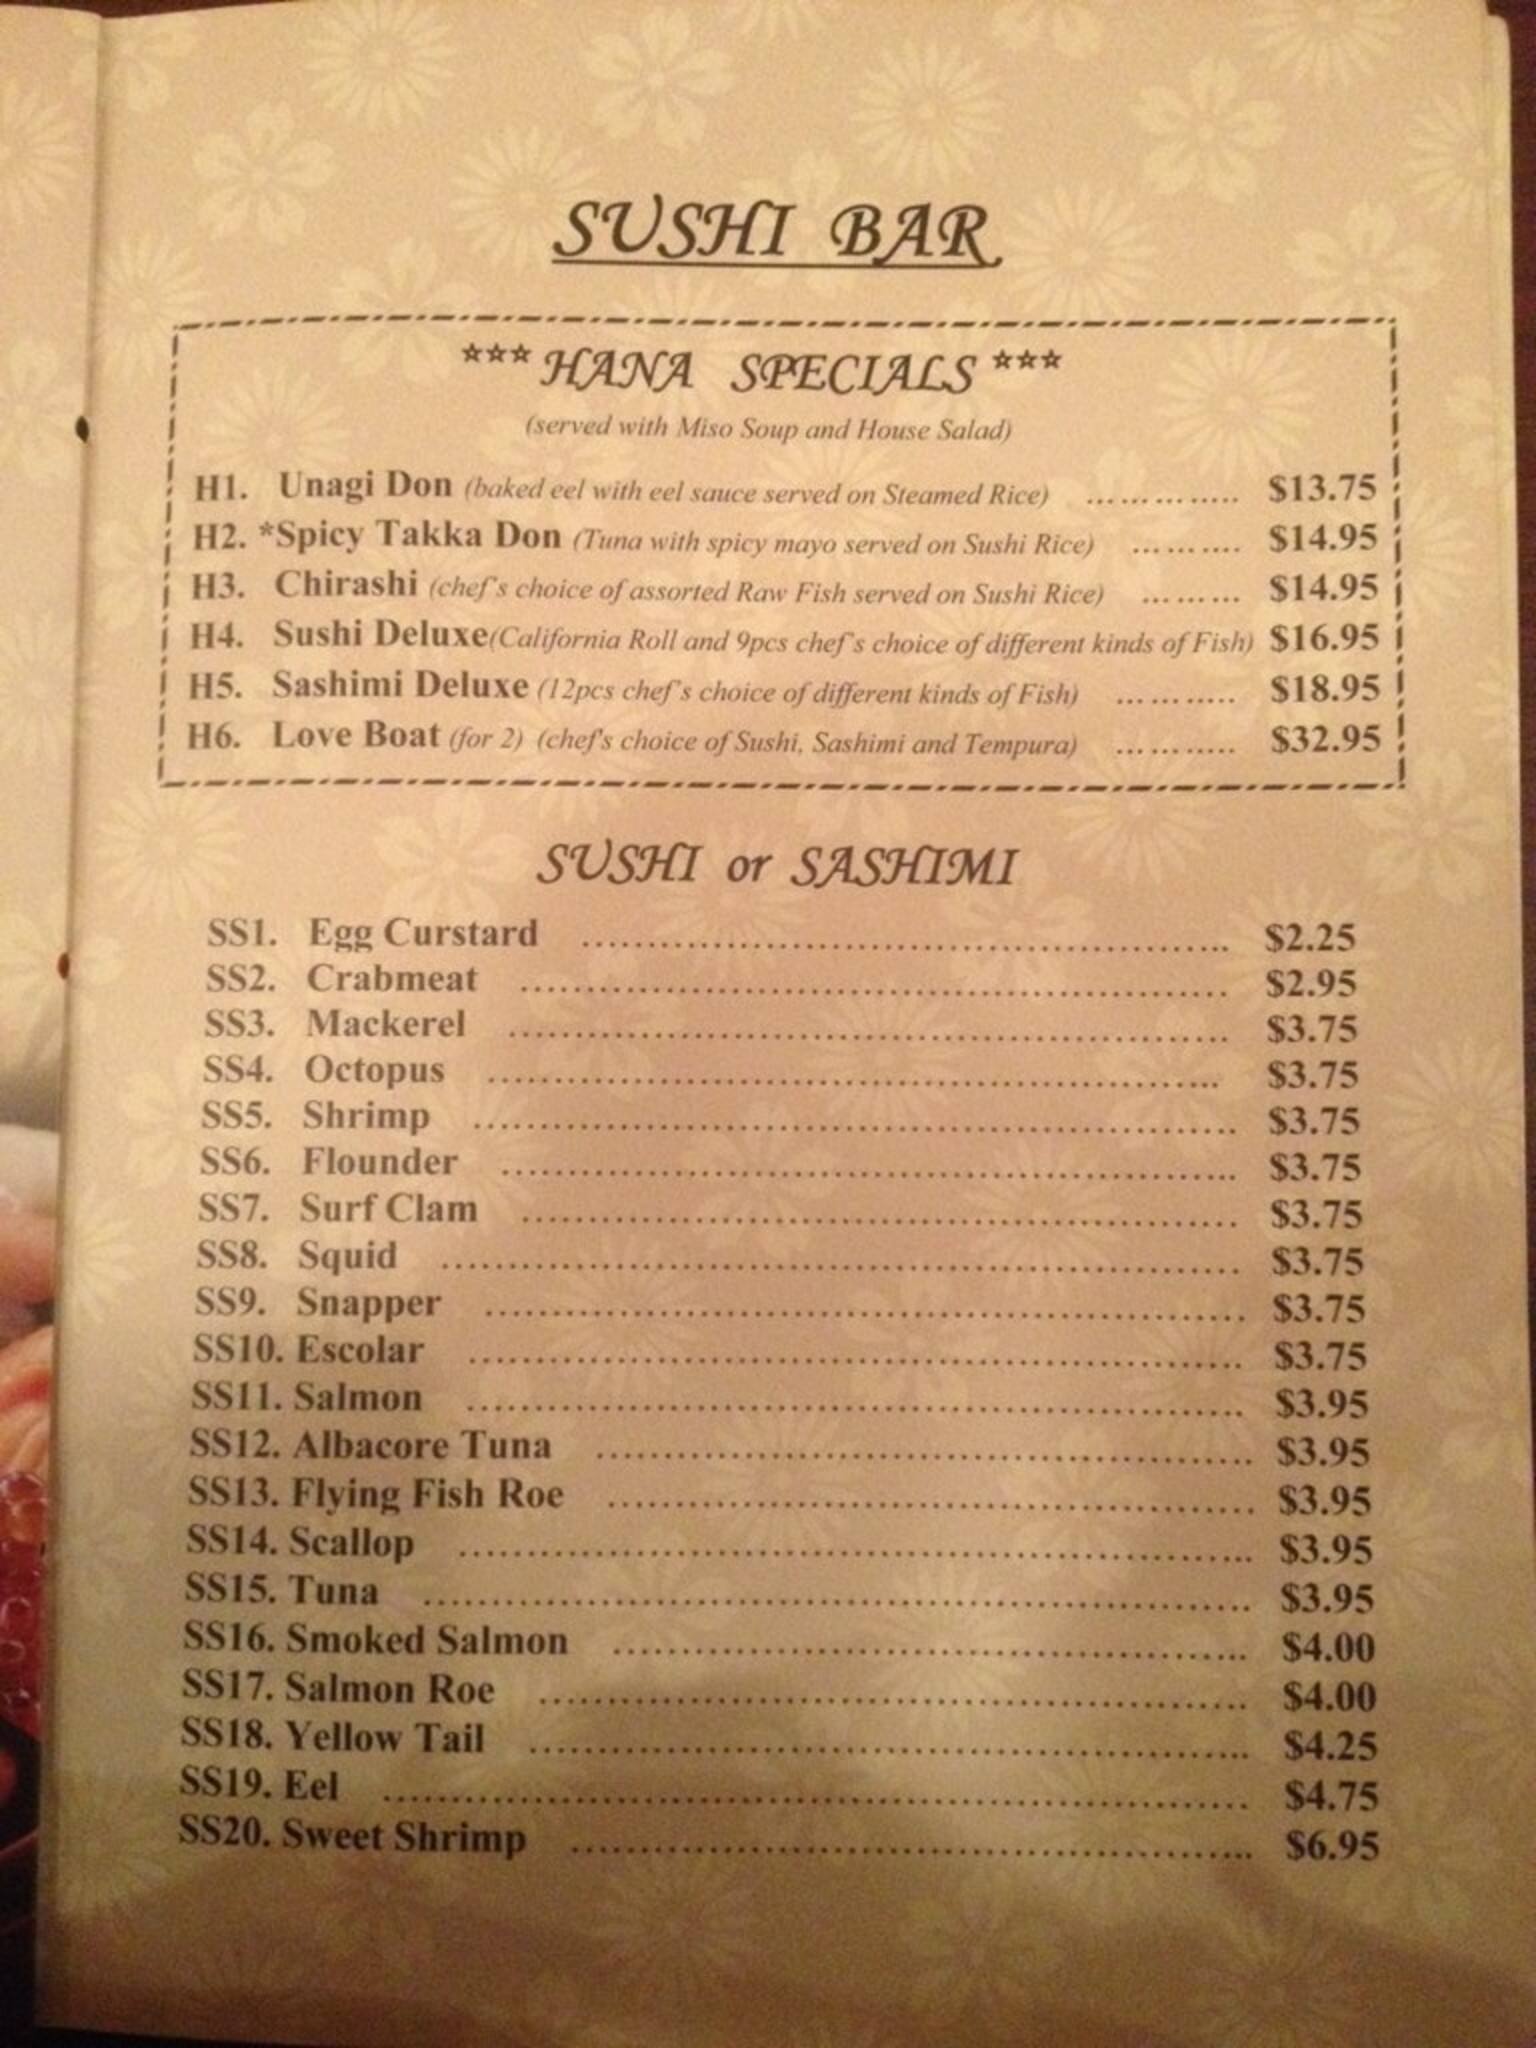 SUSHI BAR
***HANA SPECIALS***
(served with Miso Soup and House Salad)
H1. Unagi Don (baked eel with eel sauce served on Steamed Rice) ………….. $13.75
H2. *Spicy Takka Don (Tuna with spicy mayo served on Sushi Rice) ………. $14.95
H3. Chirashi (chef's choice of assorted Raw Fish served on Sushi Rice) ……… $14.95
H4. Sushi Deluxe(California Roll and 9pcs chef's choice of different kinds of Fish) $16.95
H5. Sashimi Deluxe (12pcs chef's choice of different kinds of Fish) ……….. $18.95
H6. Love Boat (for 2) (chef's choice of Sushi, Sashimi and Tempura) ……….. $32.95
SUSHI or SASHIMI
SS1. Egg Curstard ………………………………………….. $2.25
SS2. Crabmeat ……………………………………………… $2.95
SS3. Mackerel ……………………………………………… $3.75
SS4. Octopus ……………………………………………….. $3.75
SS5. Shrimp …………………………………………………. $3.75
SS6. Flounder ……………………………………………….. $3.75
SS7. Surf Clam ……………………………………………… $3.75
SS8. Squid …………………………………………………… $3.75
SS9. Snapper …………………………………………………. $3.75
SS10. Escolar …………………………………………………. $3.75
SS11. Salmon …………………………………………………. $3.95
SS12. Albacore Tuna …………………………………………. $3.95
SS13. Flying Fish Roe …………………………………………. $3.95
SS14. Scallop ………………………………………………….. $3.95
SS15. Tuna ……………………………………………………. $3.95
SS16. Smoked Salmon ……………………………………….. $4.00
SS17. Salmon Roe ……………………………………………. $4.00
SS18. Yellow Tail ……………………………………………... $4.25
SS19. Eel ……………………………………………………… $4.75
SS20. Sweet Shrimp ………………………………………….. $6.95